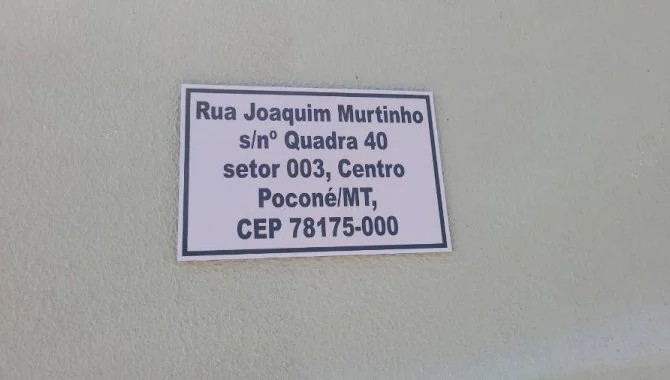 Rua Joaquim Murtinho
s/nº Quadra 40
setor 003, Centro
Poconé/MT,
CEP 78175-000